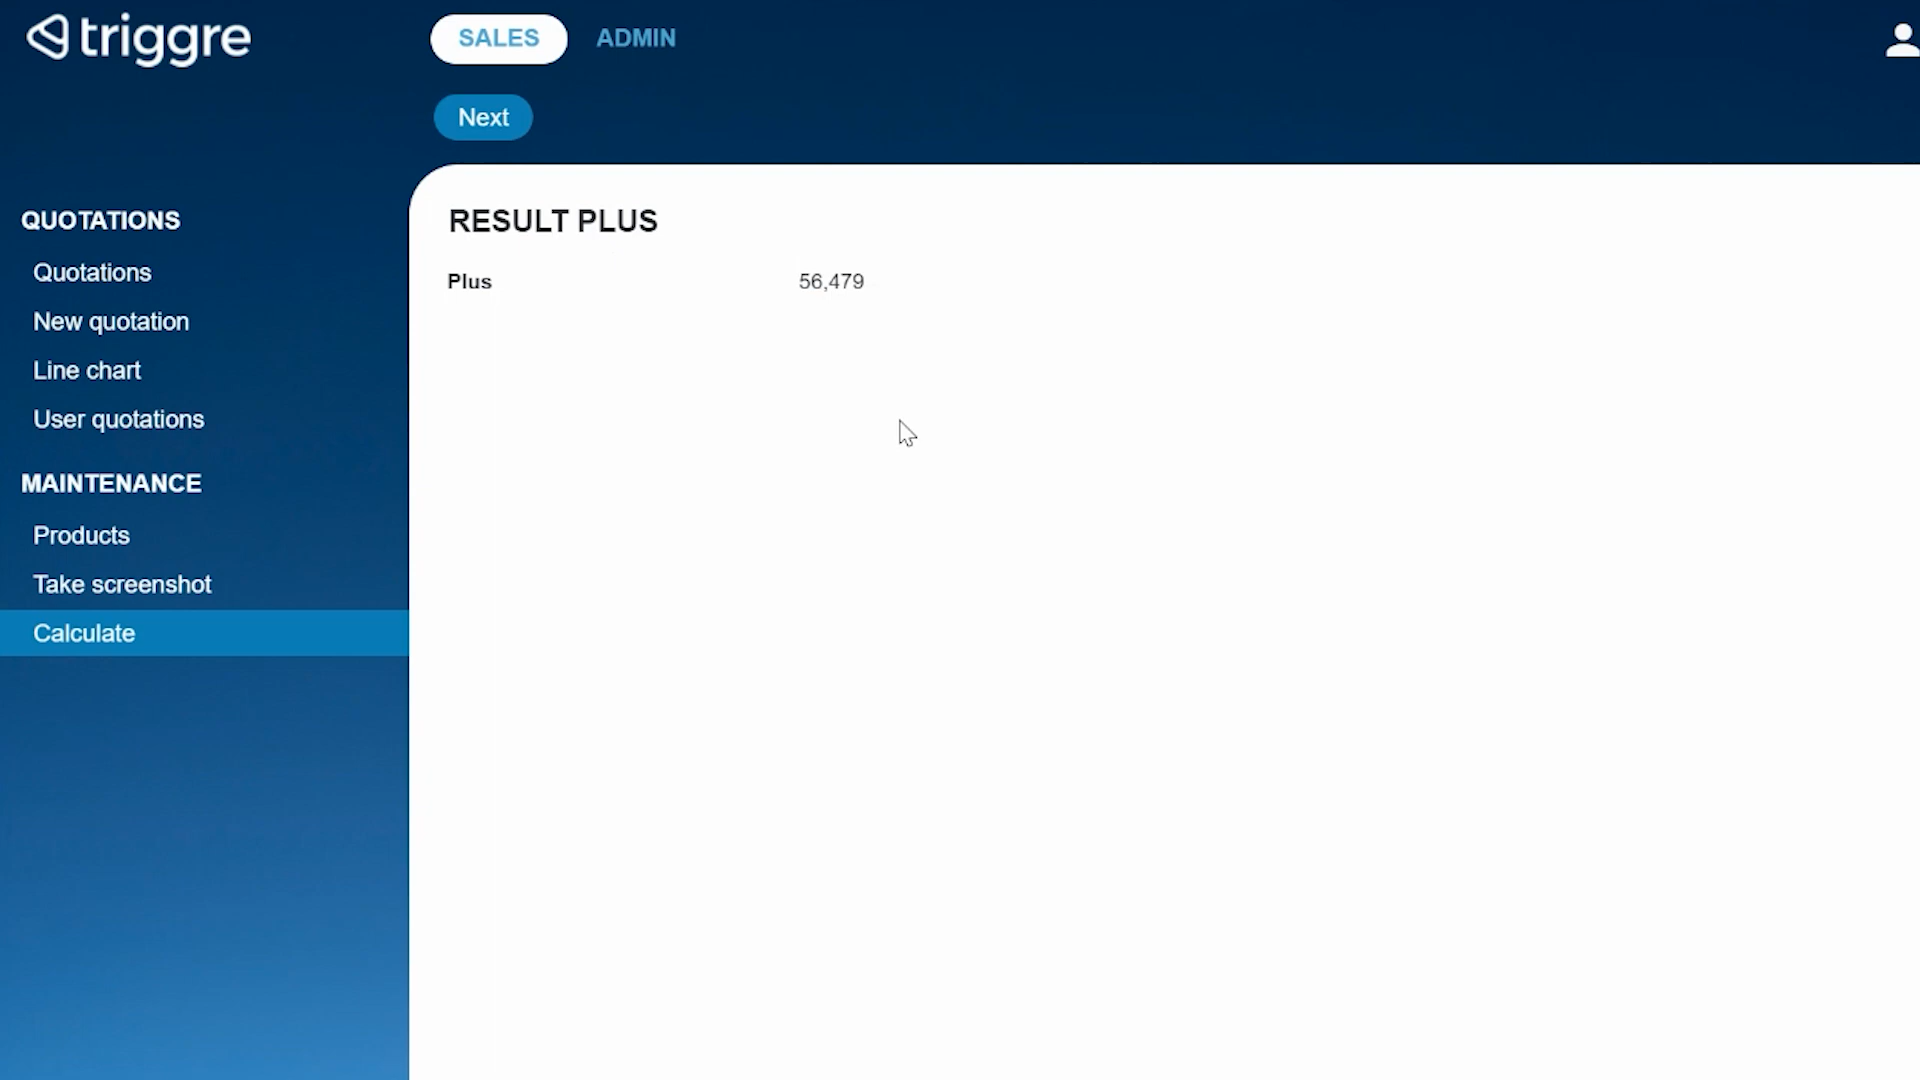 triggre
SALES
ADMIN
Next
QUOTATIONS
Quotations
New quotation
Line chart
User quotations
MAINTENANCE
Products
Take screenshot
Calculate
RESULT PLUS
Plus 56,479